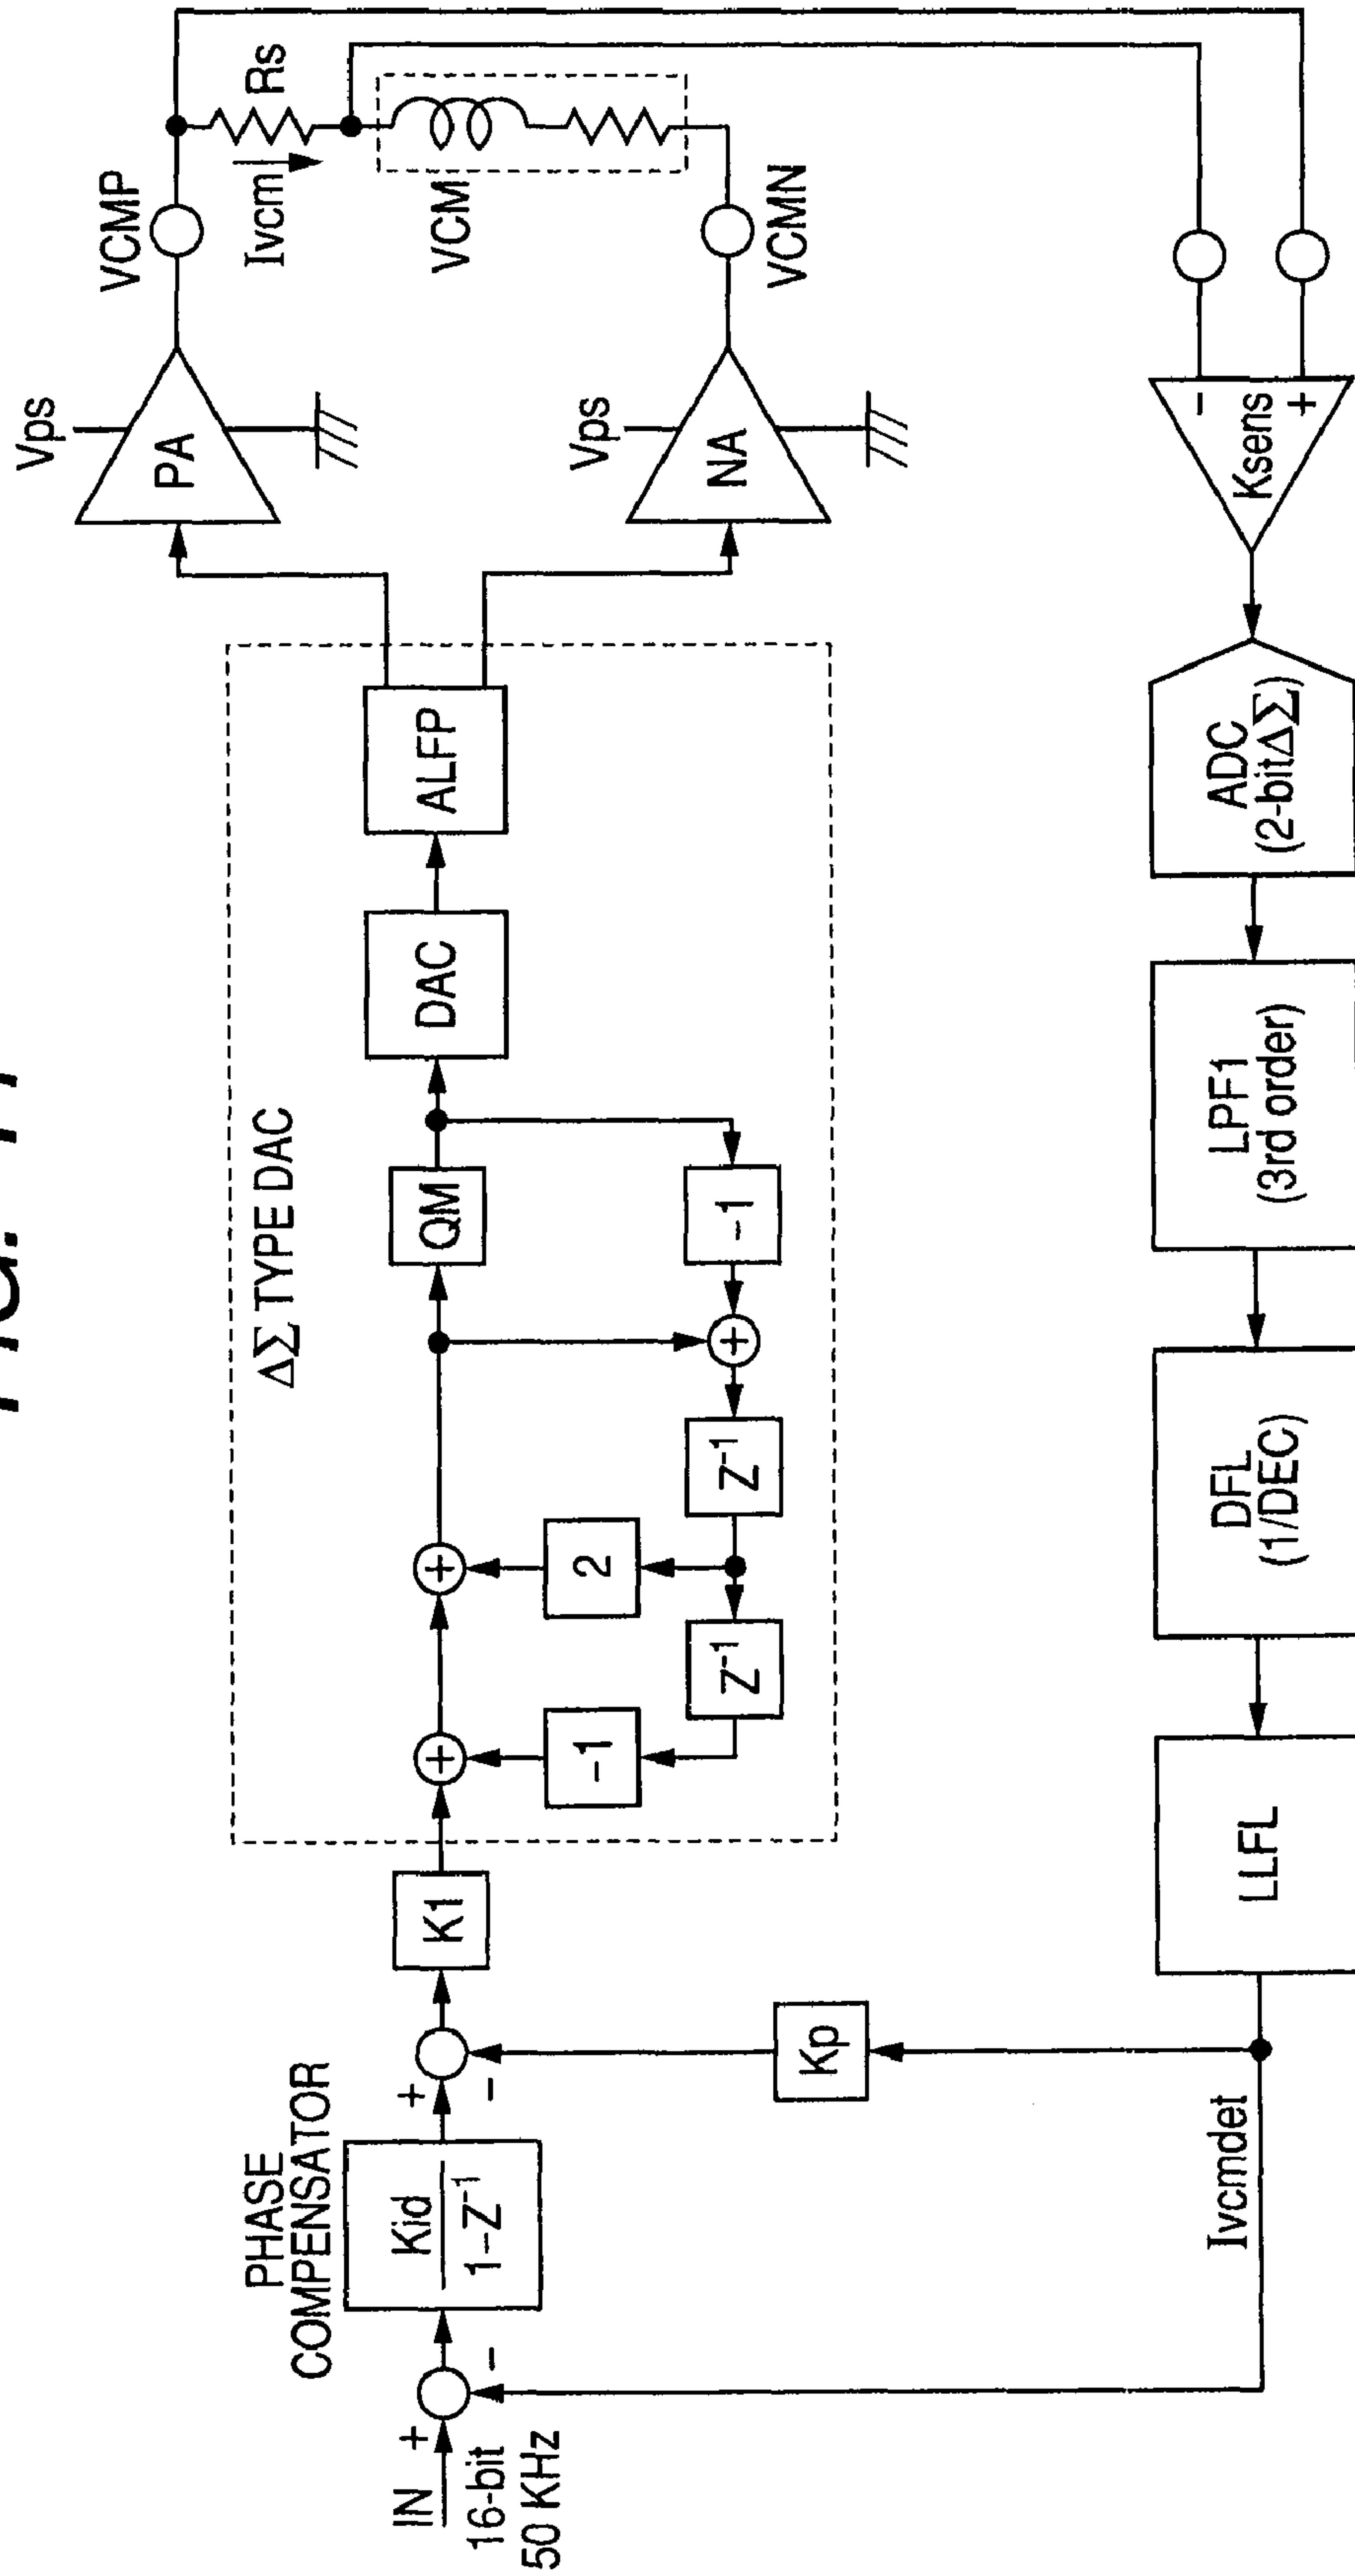 IN
+
-
16-bit
50 KHz
PHASE
COMPENSATOR
Kid
1-Z⁻¹
+
-
K1
Kp
ΔΣ TYPE DAC
+
-1
+
2
Z⁻¹
Z⁻¹
+
-1
QM
DAC
ALFP
Vps
PA
Vps
NA
VCMP
Ivcm
Rs
VCM
VCMN
-
Ksens
+
ADC
(2-bitΔΣ)
LPF1
(3rd order)
DFL
(1/DEC)
LLFL
Ivcmdet